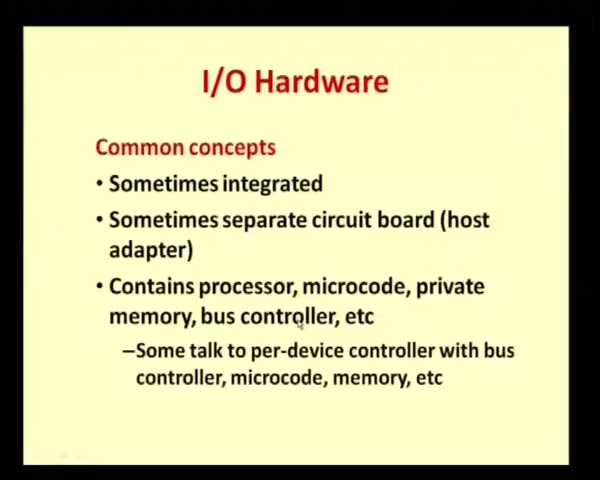 I/O Hardware
Common concepts
• Sometimes integrated
• Sometimes separate circuit board (host
adapter)
• Contains processor, microcode, private
memory, bus controller, etc
–Some talk to per-device controller with bus
controller, microcode, memory, etc